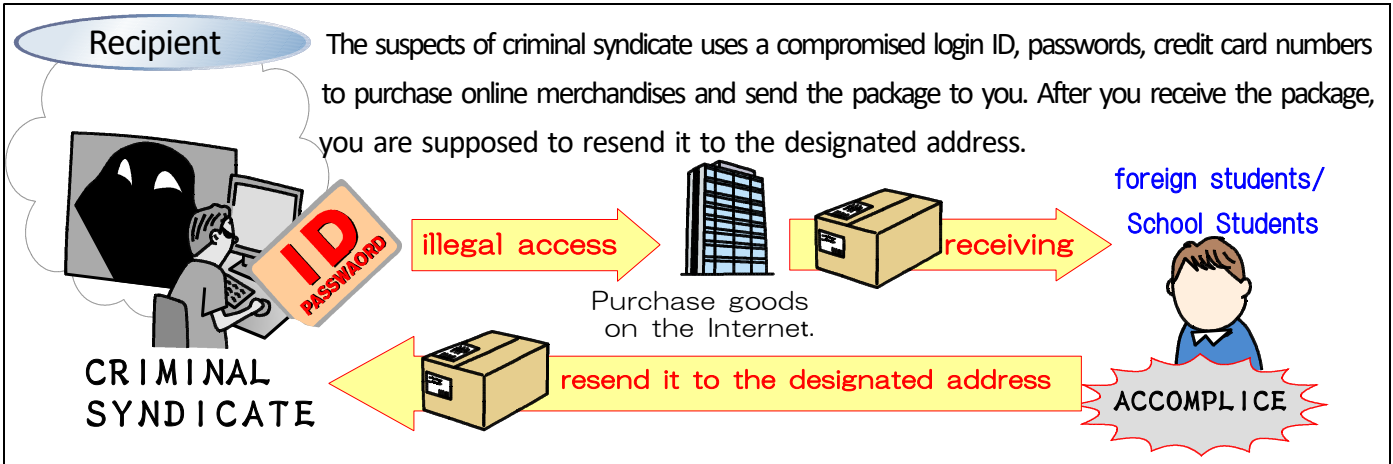 Recipient
The suspects of criminal syndicate uses a compromised login ID, passwords, credit card numbers
to purchase online merchandises and send the package to you. After you receive the package,
you are supposed to resend it to the designated address.
foreign students/
School Students
ID
PASSWAORD
illegal access
receiving
Purchase goods
on the Internet.
CRIMINAL
SYNDICATE
resend it to the designated address
ACCOMPLICE